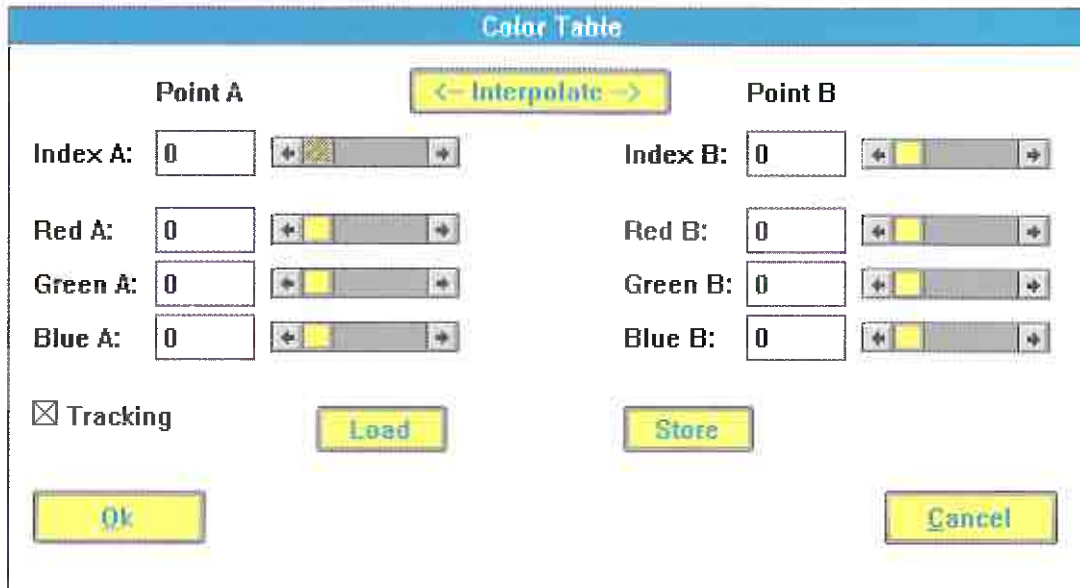 Color Table
Point A <-- Interpolate --> Point B
Index A: 0 Index B: 0
Red A: 0 Red B: 0
Green A: 0 Green B: 0
Blue A: 0 Blue B: 0
Tracking Load Store
Ok Cancel